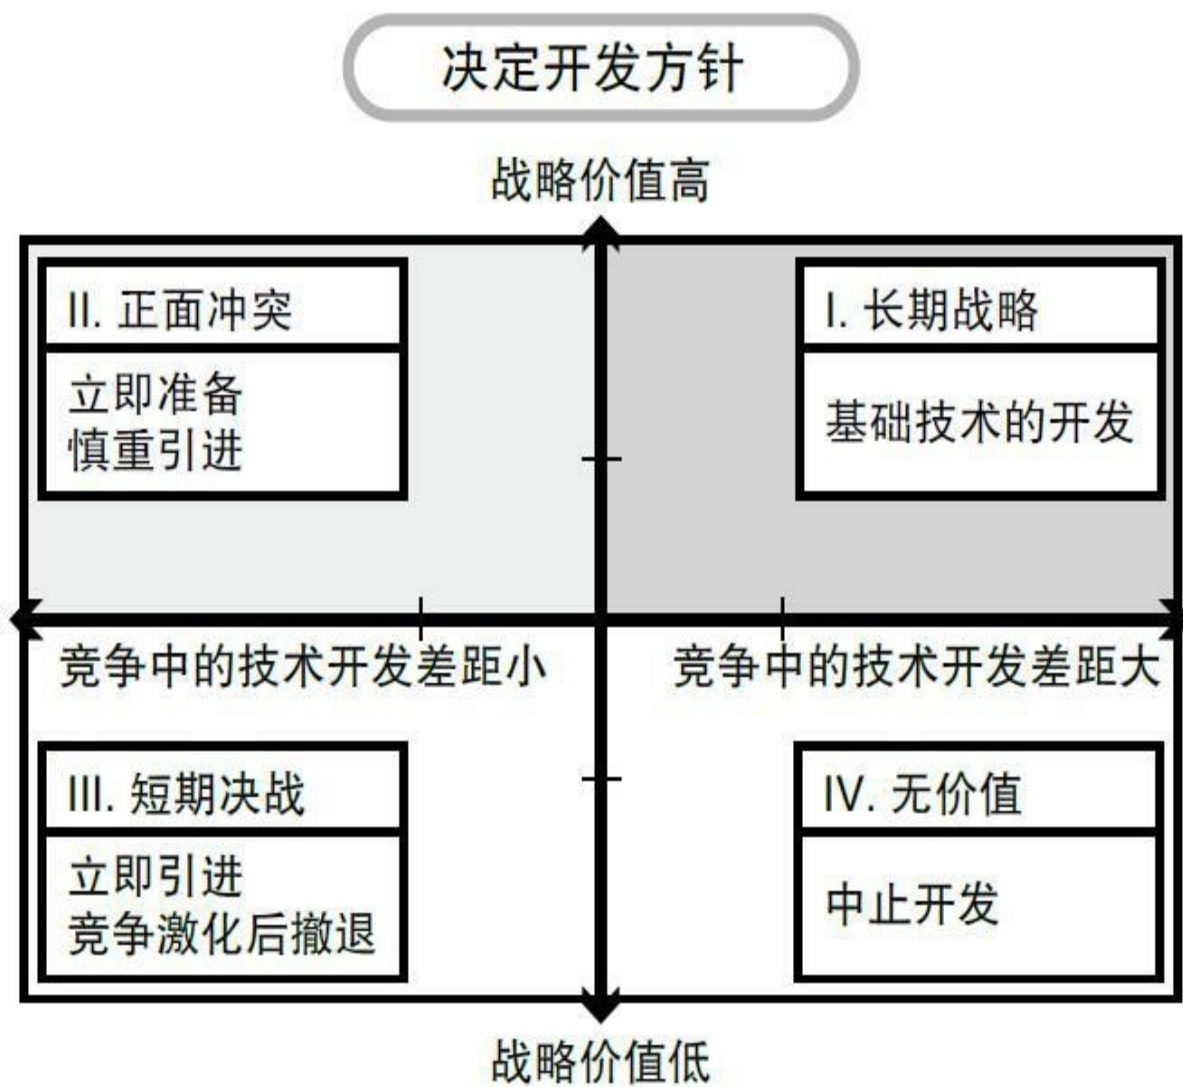 决定开发方针
战略价值高
II. 正面冲突
立即准备
慎重引进
I. 长期战略
基础技术的开发
竞争中的技术开发差距小
竞争中的技术开发差距大
III. 短期决战
立即引进
竞争激化后撤退
IV. 无价值
中止开发
战略价值低